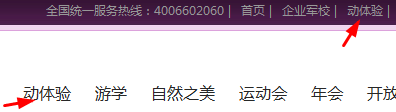 全国统一服务热线：4006602060 | 首页 | 企业军校 | 动体验 |
动体验 游学 自然之美 运动会 年会 开放